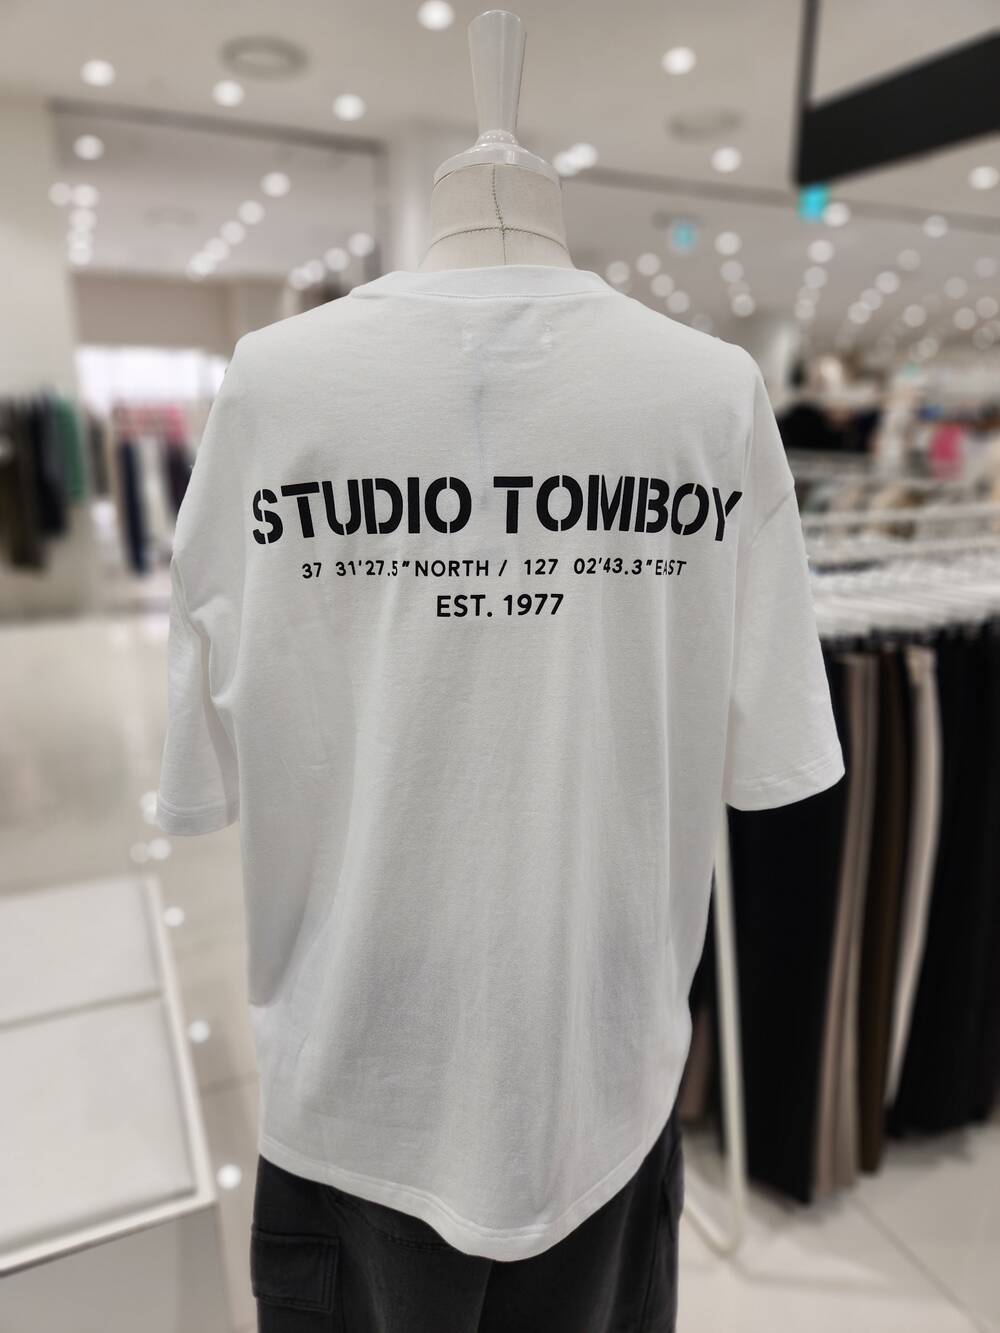 STUDIO TOMBOY
37 31'27.5"NORTH / 127 02'43.3"EAST
EST. 1977